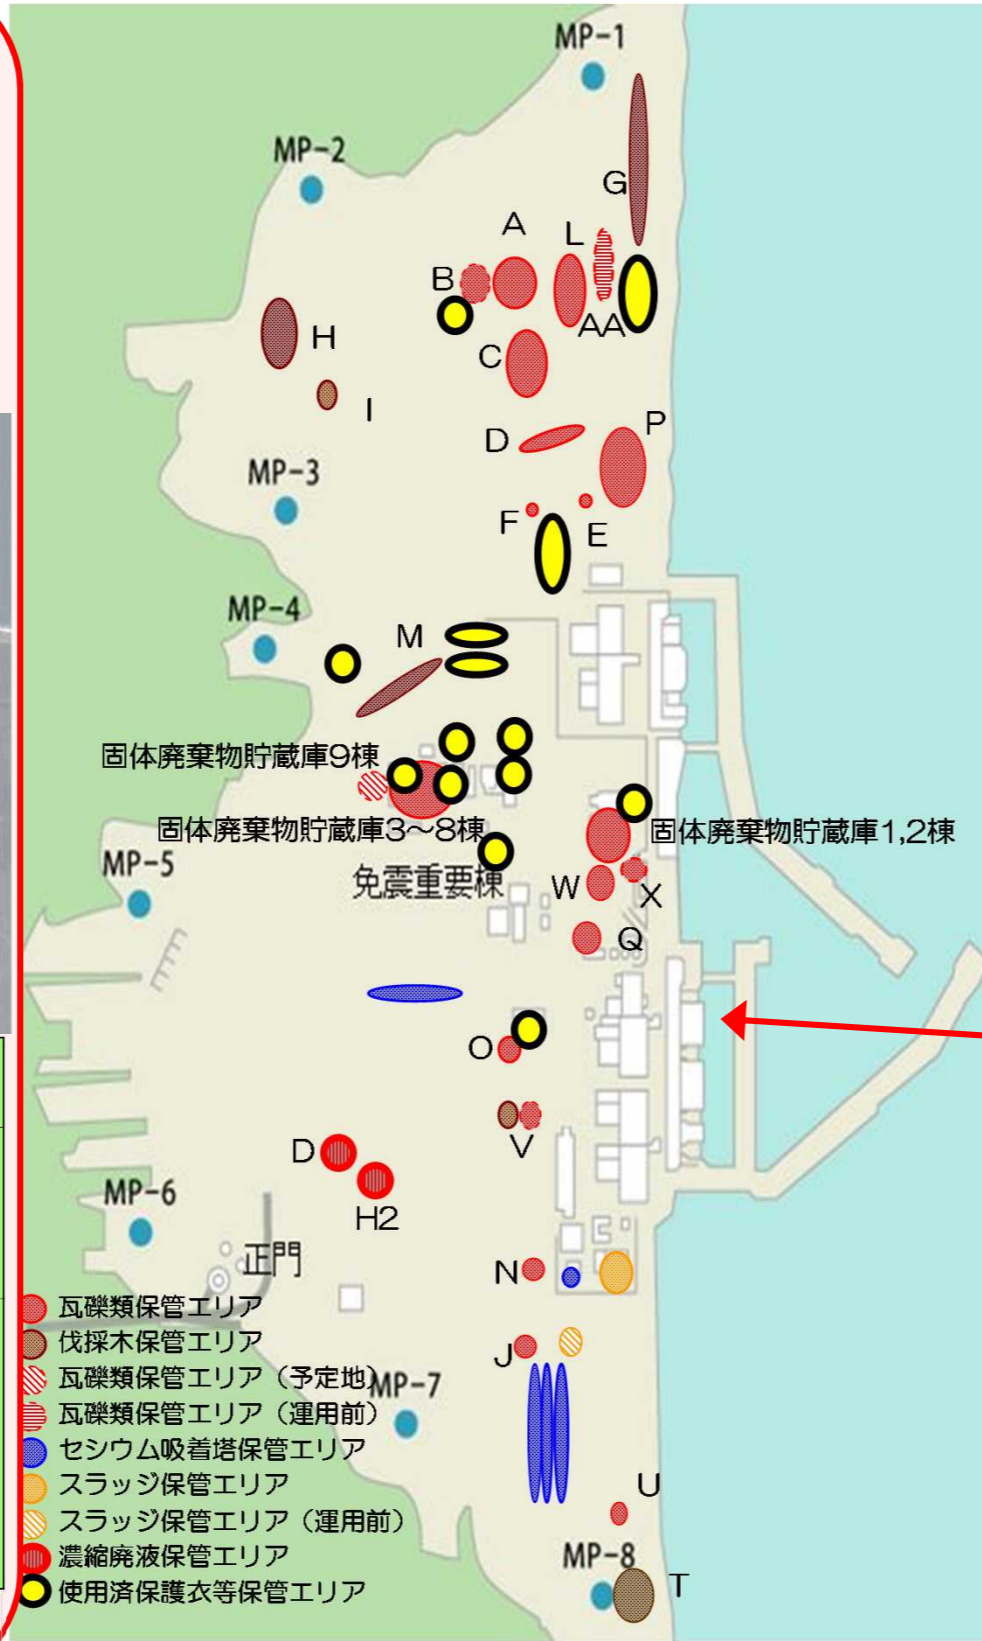 MP-1
MP-2
G
A
L
B
AA
H
C
I
P
D
MP-3
F
E
MP-4
M
固体廃棄物貯蔵庫9棟
固体廃棄物貯蔵庫3～8棟
固体廃棄物貯蔵庫1,2棟
MP-5
免震重要棟
W
X
Q
O
V
D
MP-6
H2
正門
N
瓦礫類保管エリア
伐採木保管エリア
J
瓦礫類保管エリア（予定地）
MP-7
瓦礫類保管エリア（運用前）
セシウム吸着塔保管エリア
スラッジ保管エリア
U
スラッジ保管エリア（運用前）
濃縮廃液保管エリア
MP-8
使用済保護衣等保管エリア
T